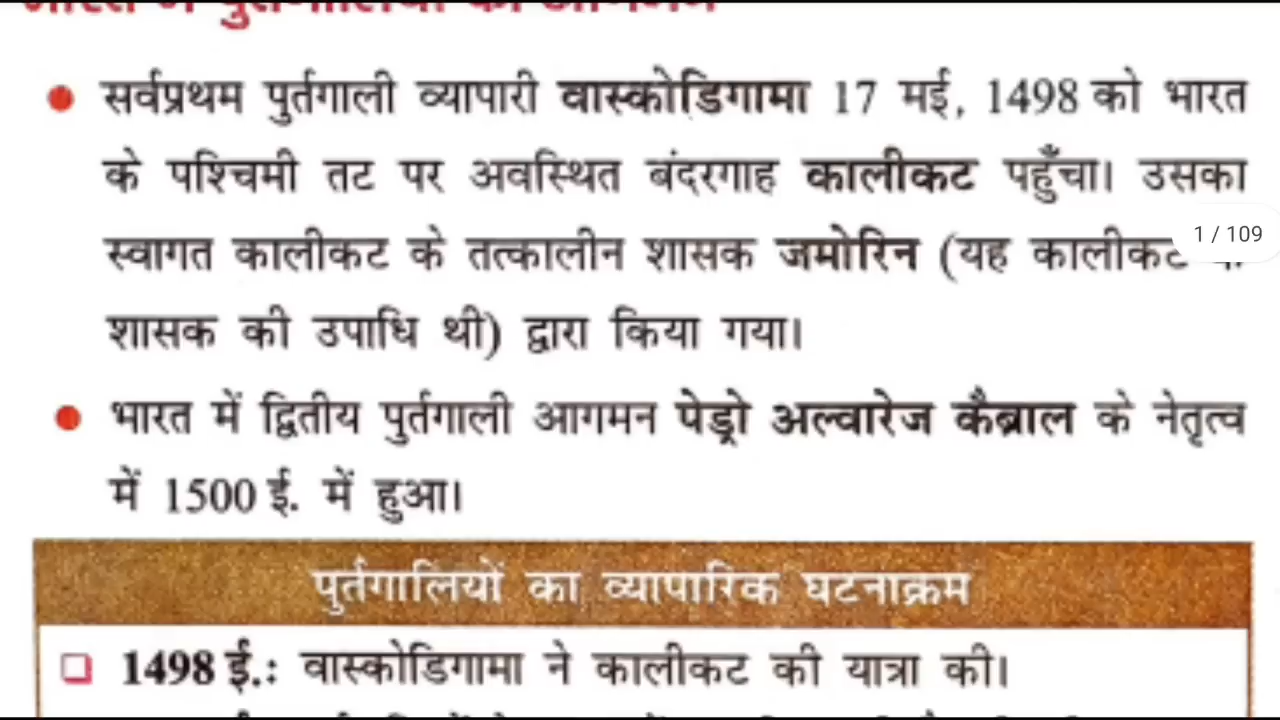 ● सर्वप्रथम पुर्तगाली व्यापारी वास्कोडिगामा 17 मई, 1498 को भारत
के पश्चिमी तट पर अवस्थित बंदरगाह कालीकट पहुँचा। उसका
स्वागत कालीकट के तत्कालीन शासक जमोरिन (यह कालीकट
1 / 109
शासक की उपाधि थी) द्वारा किया गया।
● भारत में द्वितीय पुर्तगाली आगमन पेड्रो अल्वारेज कैब्राल के नेतृत्व
में 1500 ई. में हुआ।
पुर्तगालियों का व्यापारिक घटनाक्रम
❑ 1498 ई.: वास्कोडिगामा ने कालीकट की यात्रा की।